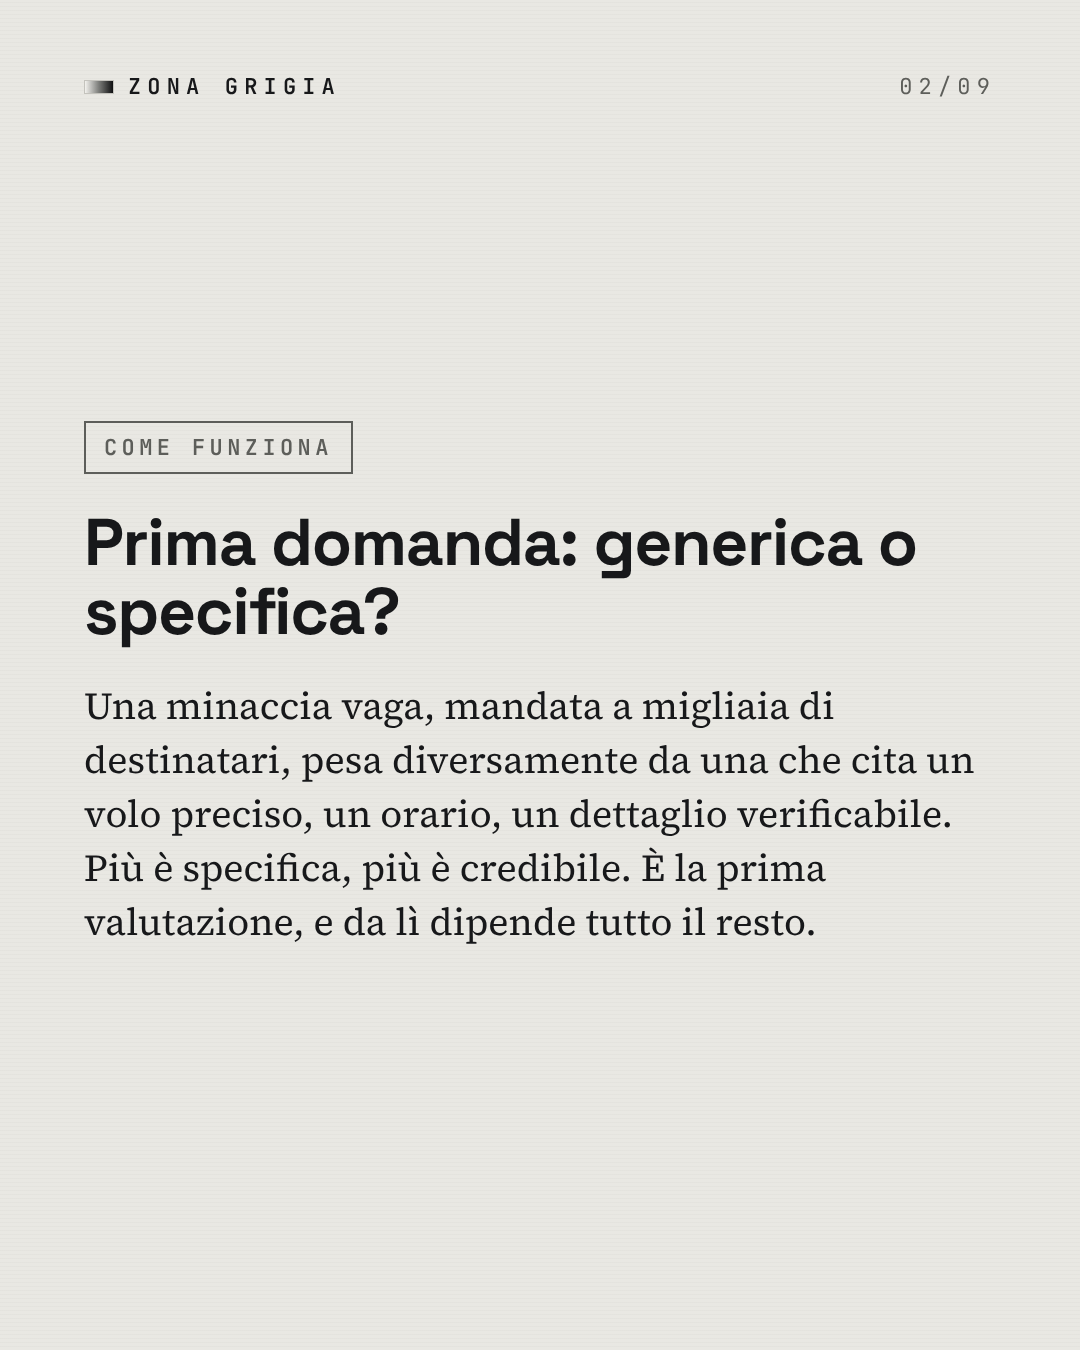 ZONA GRIGIA
02/09
COME FUNZIONA
Prima domanda: generica o
specifica?
Una minaccia vaga, mandata a migliaia di
destinatari, pesa diversamente da una che cita un
volo preciso, un orario, un dettaglio verificabile.
Più è specifica, più è credibile. È la prima
valutazione, e da lì dipende tutto il resto.